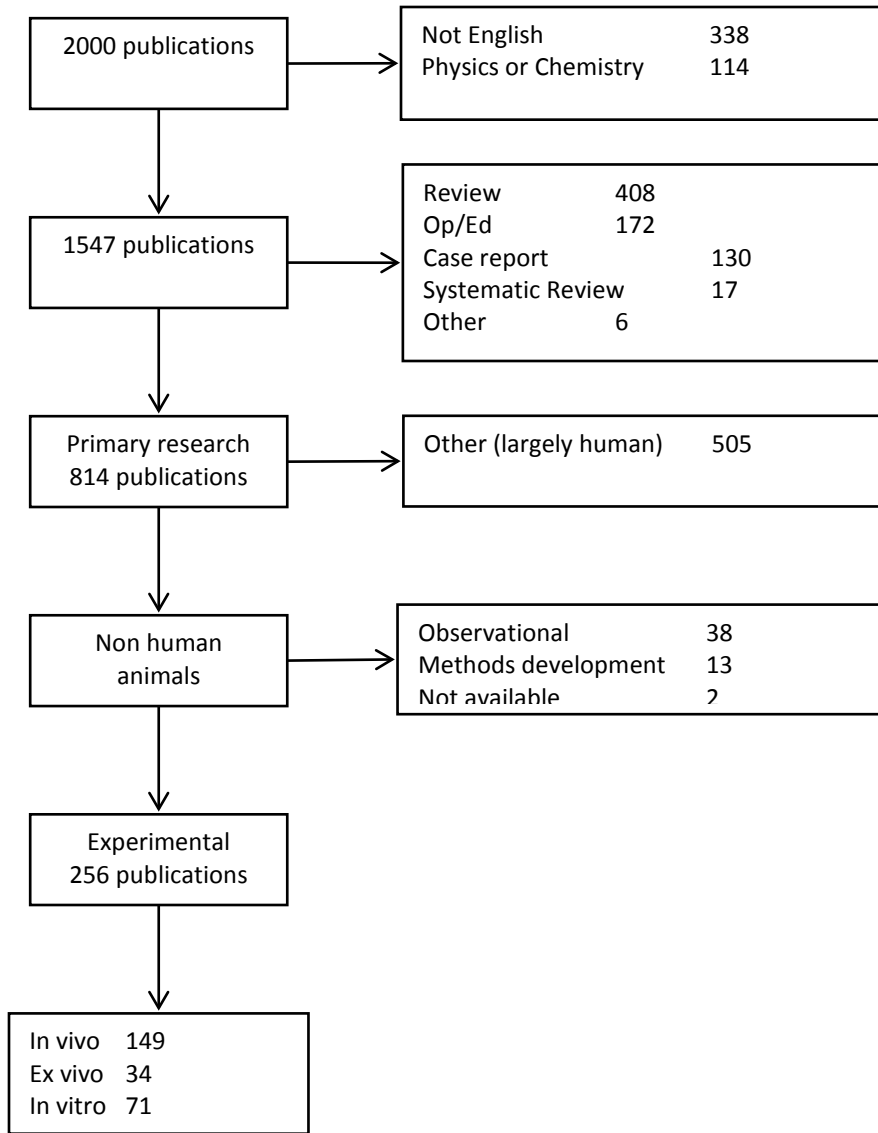 2000 publications
Not English 338
Physics or Chemistry 114
1547 publications
Review 408
Op/Ed 172
Case report 130
Systematic Review 17
Other 6
Primary research
814 publications
Other (largely human) 505
Non human
animals
Observational 38
Methods development 13
Not available 2
Experimental
256 publications
In vivo 149
Ex vivo 34
In vitro 71